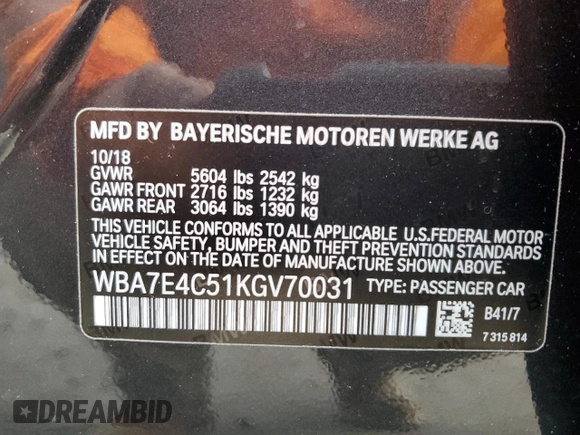 MFD BY BAYERISCHE MOTOREN WERKE AG
10/18
GVWR 5604 lbs 2542 kg
GAWR FRONT 2716 lbs 1232 kg
GAWR REAR 3064 lbs 1390 kg
THIS VEHICLE CONFORMS TO ALL APPLICABLE U.S.FEDERAL MOTOR
VEHICLE SAFETY, BUMPER AND THEFT PREVENTION STANDARDS
IN EFFECT ON THE DATE OF MANUFACTURE SHOWN ABOVE.
WBA7E4C51KGV70031 TYPE: PASSENGER CAR
B41/7
7 315 814
DREAMBID